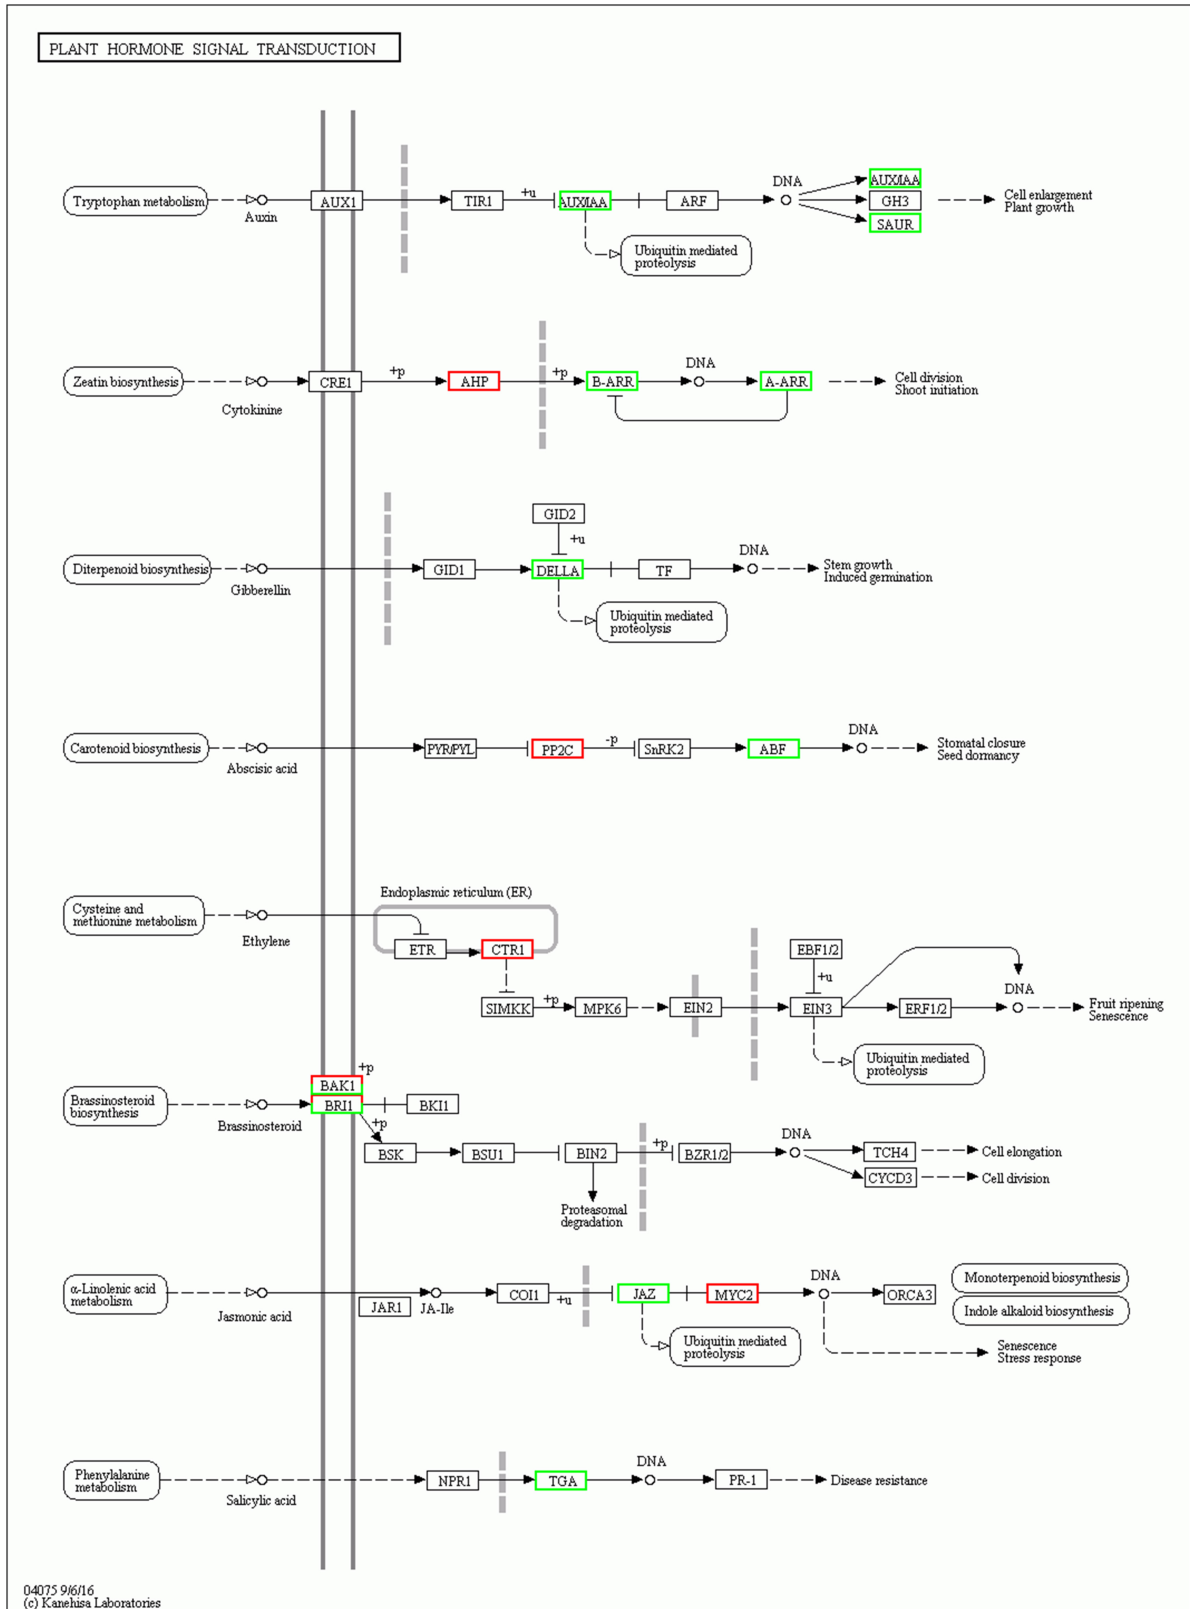 PLANT HORMONE SIGNAL TRANSDUCTION
Tryptophan metabolism
Auxin
AUX1
TIR1
+u
AUX/IAA
ARF
DNA
AUX/IAA
GH3
SAUR
Cell enlargement
Plant growth
Ubiquitin mediated
proteolysis
Zeatin biosynthesis
Cytokinine
CRE1
+p
AHP
+p
B-ARR
DNA
A-ARR
Cell division
Shoot initiation
GID2
+u
Diterpenoid biosynthesis
Gibberellin
GID1
DELLA
TF
DNA
Stem growth
Induced germination
Ubiquitin mediated
proteolysis
Carotenoid biosynthesis
Abscisic acid
PYR/PYL
PP2C
-p
SnRK2
ABF
DNA
Stomatal closure
Seed dormancy
Endoplasmic reticulum (ER)
Cysteine and
methionine metabolism
Ethylene
ETR
CTR1
EBF1/2
+u
SIMKK
+p
MPK6
EIN2
EIN3
ERF1/2
DNA
Fruit ripening
Senescence
Ubiquitin mediated
proteolysis
Brassinosteroid
biosynthesis
Brassinosteroid
BAK1
+p
BRI1
BKI1
+p
BSK
BSU1
BIN2
+p
BZR1/2
DNA
TCH4
Cell elongation
CYCD3
Cell division
Proteasomal
degradation
α-Linolenic acid
metabolism
Jasmonic acid
JAR1
JA-Ile
COI1
+u
JAZ
MYC2
DNA
ORCA3
Monoterpenoid biosynthesis
Indole alkaloid biosynthesis
Ubiquitin mediated
proteolysis
Senescence
Stress response
Phenylalanine
metabolism
Salicylic acid
NPR1
TGA
DNA
PR-1
Disease resistance
04075 9/6/16
(c) Kanehisa Laboratories